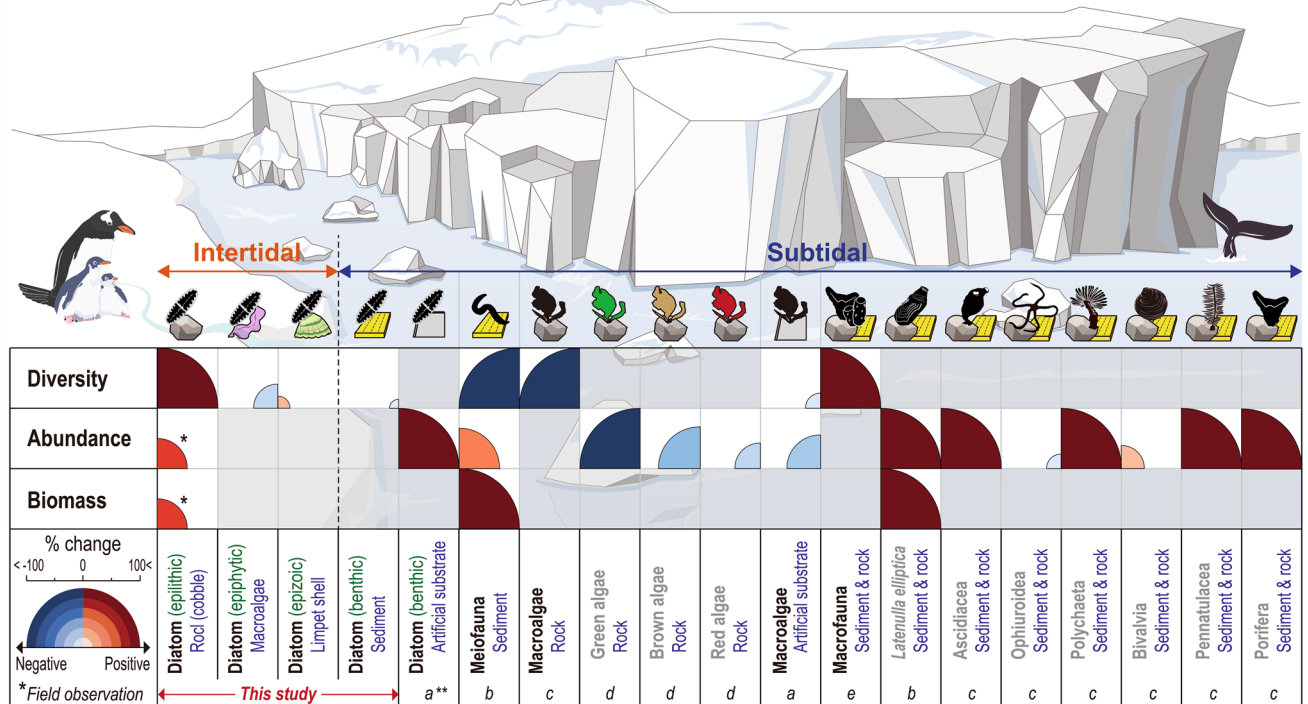 Intertidal
Subtidal
Diversity
Abundance
*
Biomass
*
% change
< -100 0 100<
Negative Positive
*Field observation
Diatom (epilithic)
Rool (cobble)
Diatom (epiphytic)
Macroalgae
Diatom (epizoic)
Limpet shell
Diatom (benthic)
Sediment
Diatom (benthic)
Artificial substrate
Meiofauna
Sediment
Macroalgae
Rock
Green algae
Rock
Brown algae
Rock
Red algae
Rock
Macroalgae
Artificial substrate
Macrofauna
Sediment & rock
Latenulla elliptica
Sediment & rock
Ascidiacea
Sediment & rock
Ophiuroidea
Sediment & rock
Polychaeta
Sediment & rock
Bivalvia
Sediment & rock
Pennatulacea
Sediment & rock
Porifera
Sediment & rock
This study a** b c d d d a e b c c c c c c